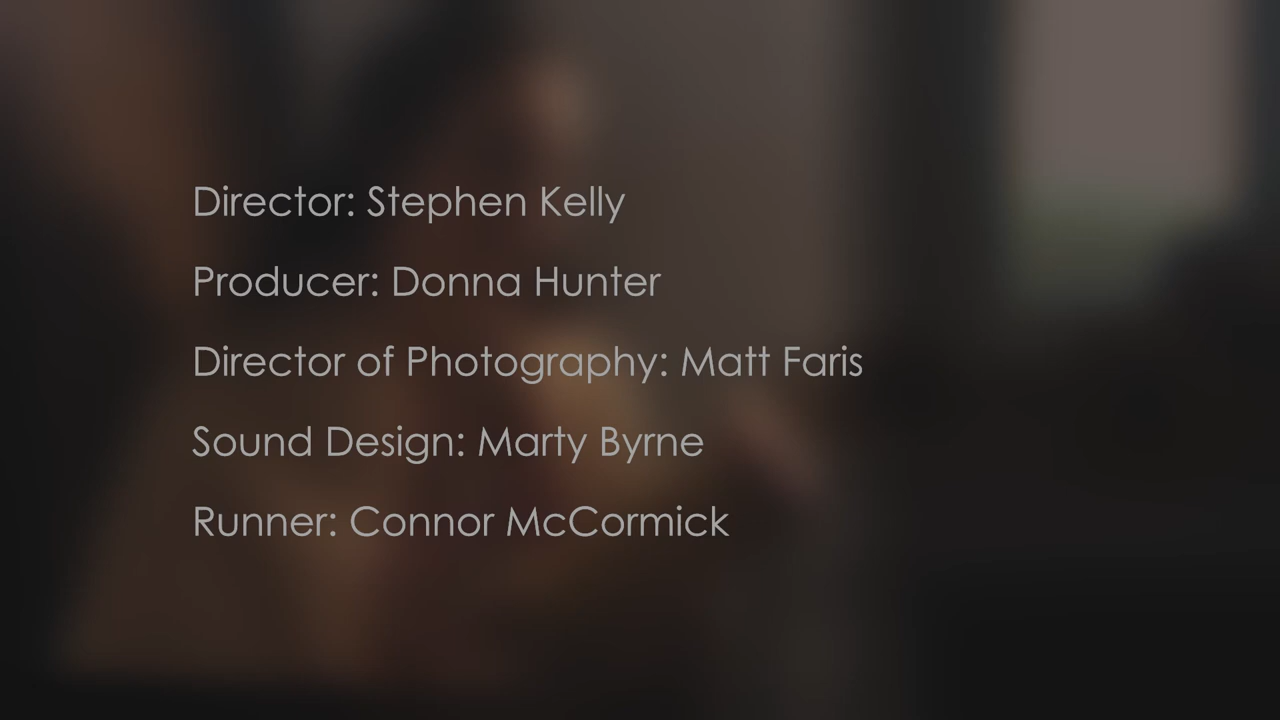 Director: Stephen Kelly
Producer: Donna Hunter
Director of Photography: Matt Faris
Sound Design: Marty Byrne
Runner: Connor McCormick